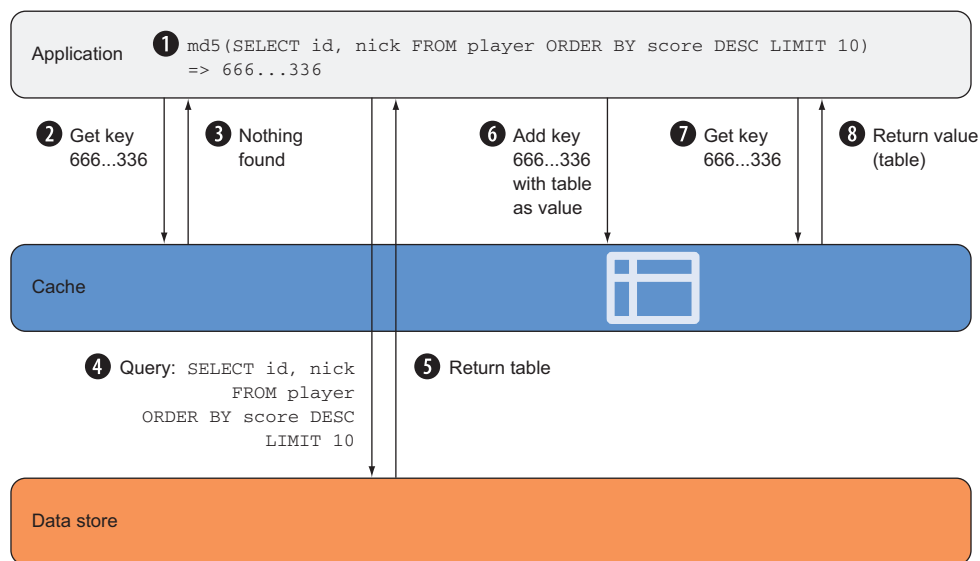 Application
1 md5(SELECT id, nick FROM player ORDER BY score DESC LIMIT 10)
=> 666...336
2 Get key
666...336
3 Nothing
found
6 Add key
666...336
with table
as value
7 Get key
666...336
8 Return value
(table)
Cache
4 Query: SELECT id, nick
FROM player
ORDER BY score DESC
LIMIT 10
5 Return table
Data store